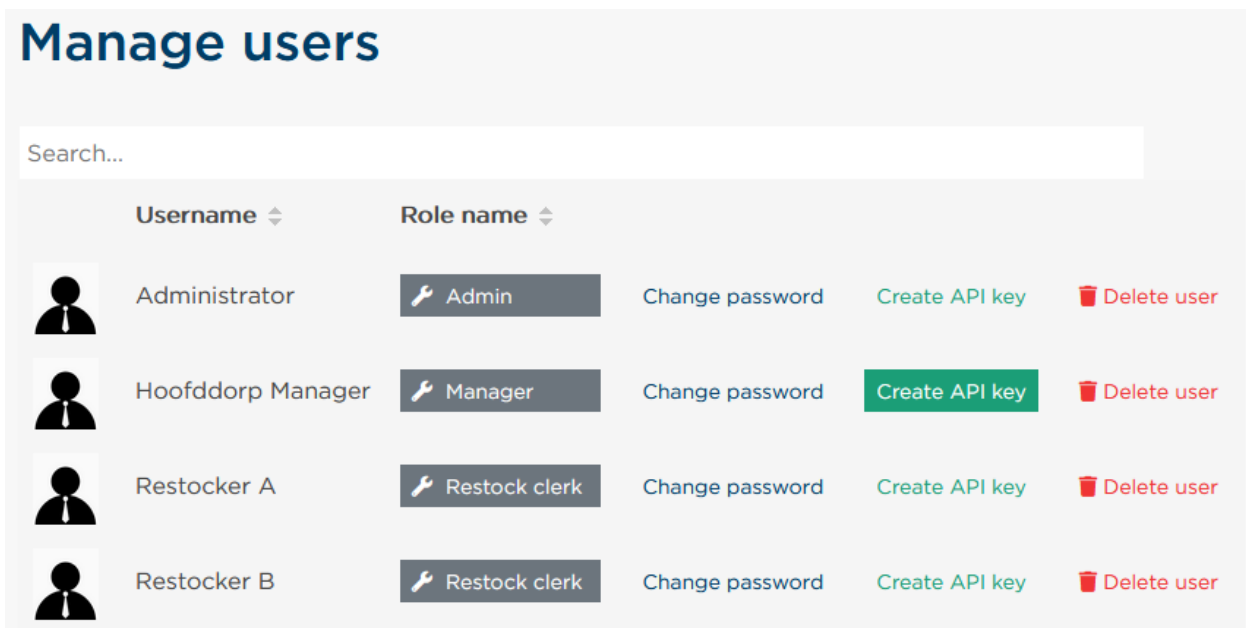 Manage users
Search...
Username Role name
Administrator Admin Change password Create API key Delete user
Hoofddorp Manager Manager Change password Create API key Delete user
Restocker A Restock clerk Change password Create API key Delete user
Restocker B Restock clerk Change password Create API key Delete user